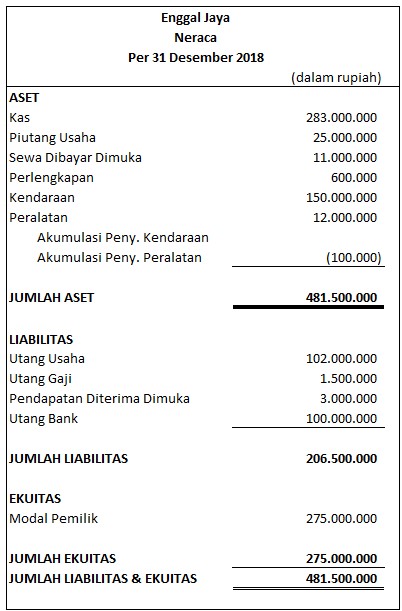 Enggal Jaya
Neraca
Per 31 Desember 2018
(dalam rupiah)
ASET
Kas 283.000.000
Piutang Usaha 25.000.000
Sewa Dibayar Dimuka 11.000.000
Perlengkapan 600.000
Kendaraan 150.000.000
Peralatan 12.000.000
Akumulasi Peny. Kendaraan
Akumulasi Peny. Peralatan (100.000)
JUMLAH ASET 481.500.000
LIABILITAS
Utang Usaha 102.000.000
Utang Gaji 1.500.000
Pendapatan Diterima Dimuka 3.000.000
Utang Bank 100.000.000
JUMLAH LIABILITAS 206.500.000
EKUITAS
Modal Pemilik 275.000.000
JUMLAH EKUITAS 275.000.000
JUMLAH LIABILITAS & EKUITAS 481.500.000